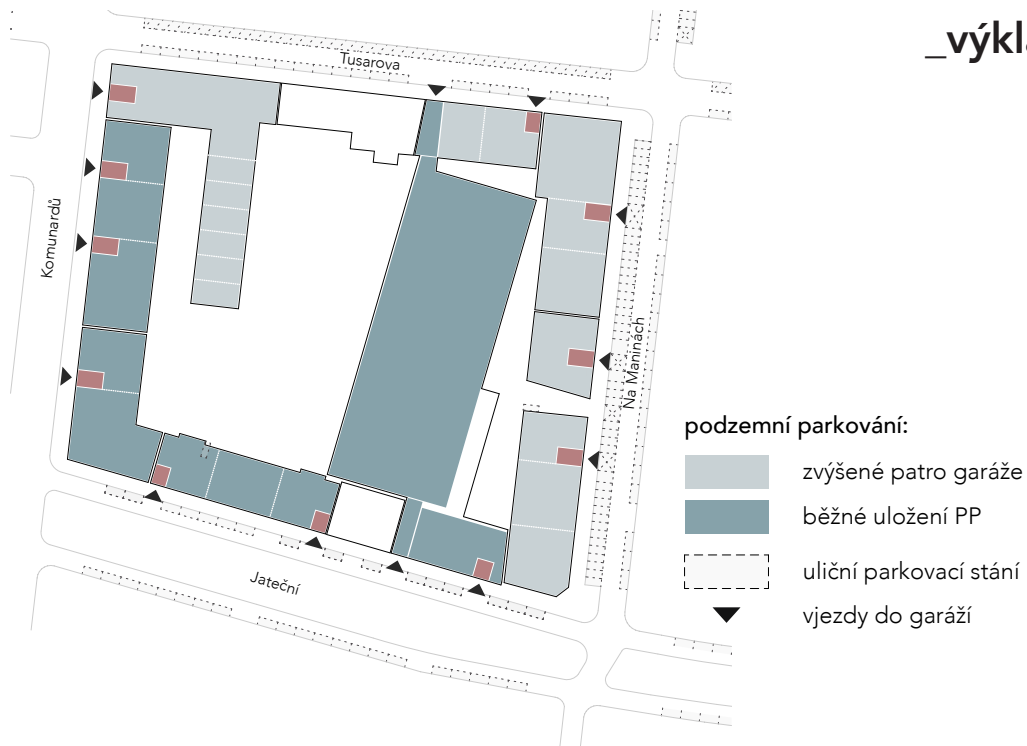 _výkla
Tusarova
Komunardů
Na Maninách
Jateční
podzemní parkování:
zvýšené patro garáže
běžné uložení PP
uliční parkovací stání
vjezdy do garáží